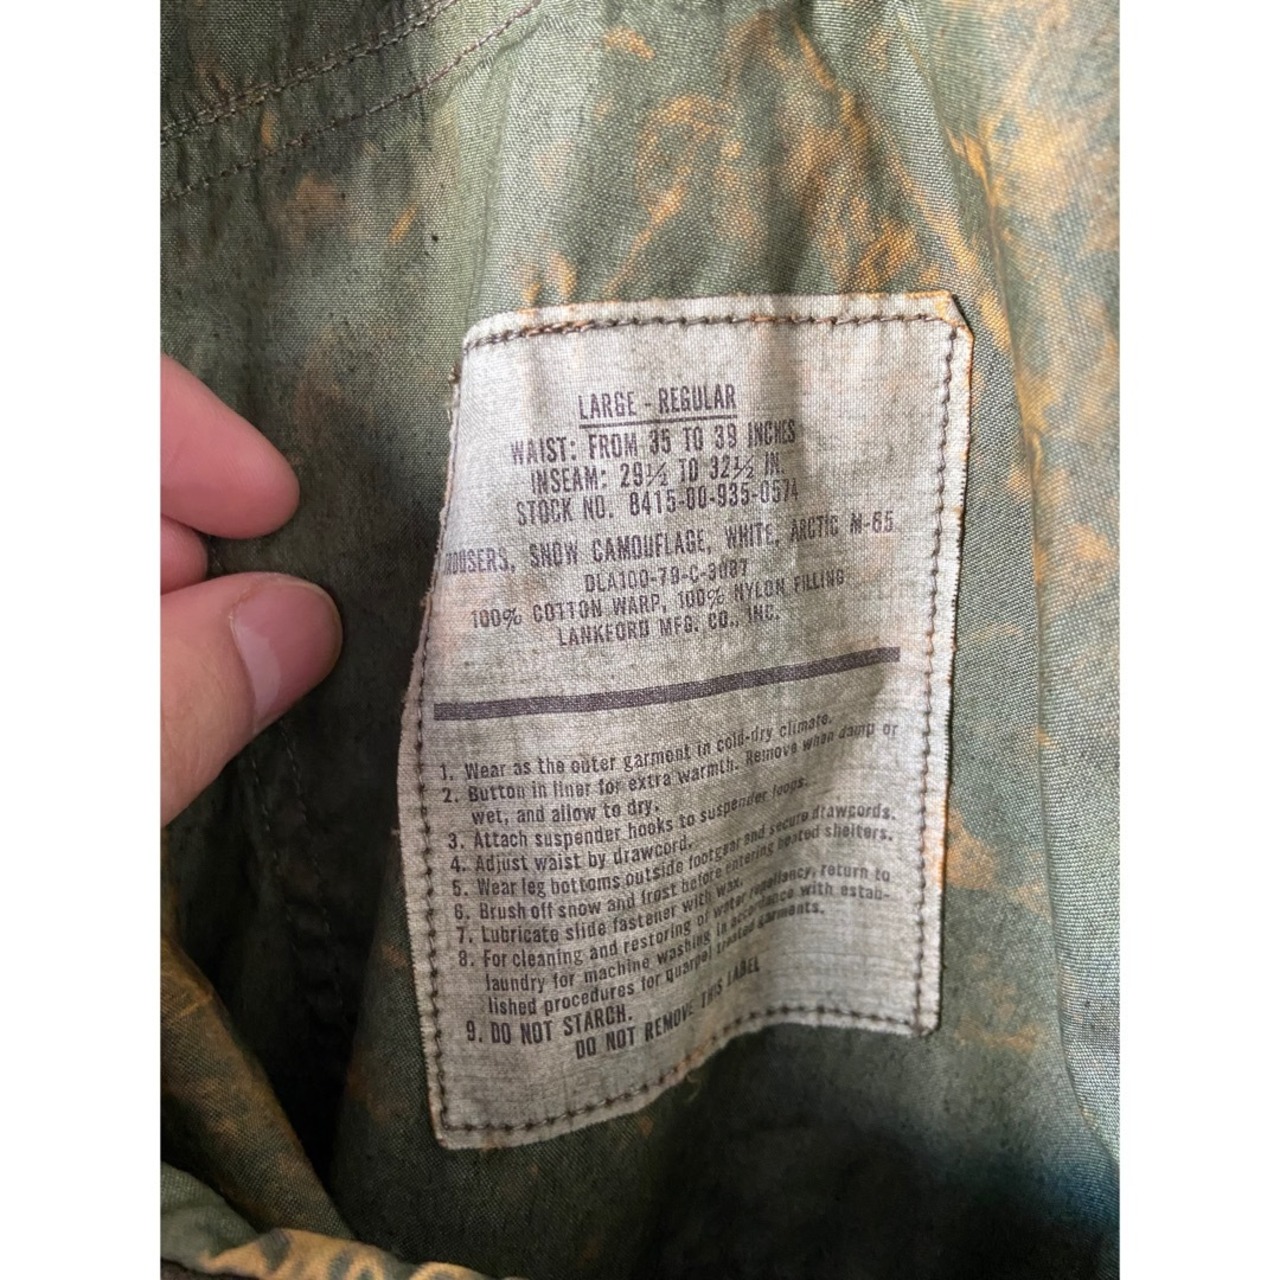 LARGE - REGULAR
WAIST: FROM 35 TO 39 INCHES
INSEAM: 29½ TO 32½ IN.
STOCK NO. 8415-00-935-0574
TROUSERS, SNOW CAMOUFLAGE, WHITE, ARCTIC M-65
DLA100-79-C-3087
100% COTTON WARP, 100% NYLON FILLING
LANKFORD MFG. CO., INC.
1. Wear as the outer garment in cold-dry climate.
2. Button in liner for extra warmth. Remove when damp or
wet, and allow to dry.
3. Attach suspender hooks to suspender loops.
4. Adjust waist by drawcord.
5. Wear leg bottoms outside footgear and secure drawcords.
6. Brush off snow and frost before entering heated shelters.
7. Lubricate slide fastener with wax.
8. For cleaning and restoring of water repellancy, return to
laundry for machine washing in accordance with estab-
lished procedures for quarpel treated garments.
9. DO NOT STARCH.
DO NOT REMOVE THIS LABEL